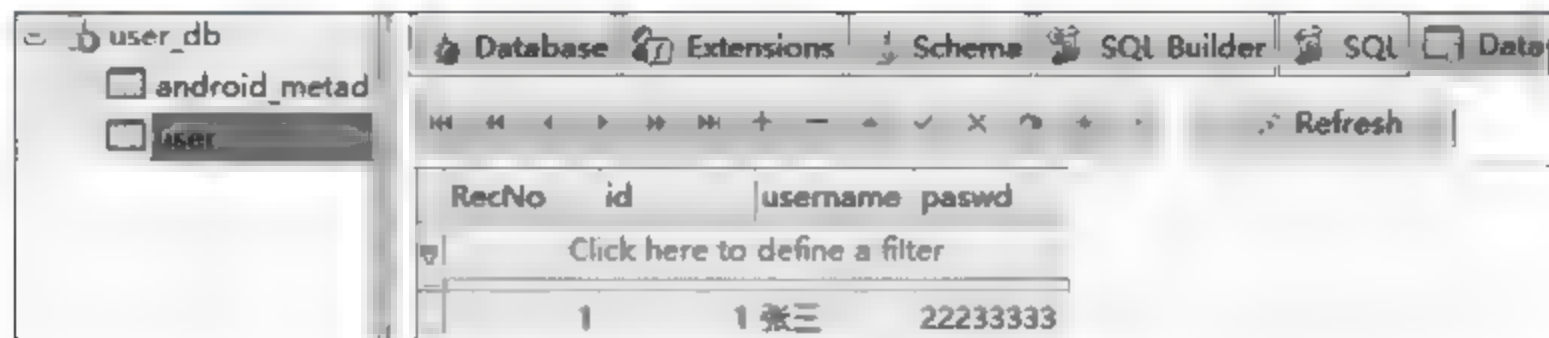 user_db
android_metad
user
Database Extensions Schema SQL Builder SQL Data
Refresh
RecNo id username paswd
Click here to define a filter
1 1 张三 22233333